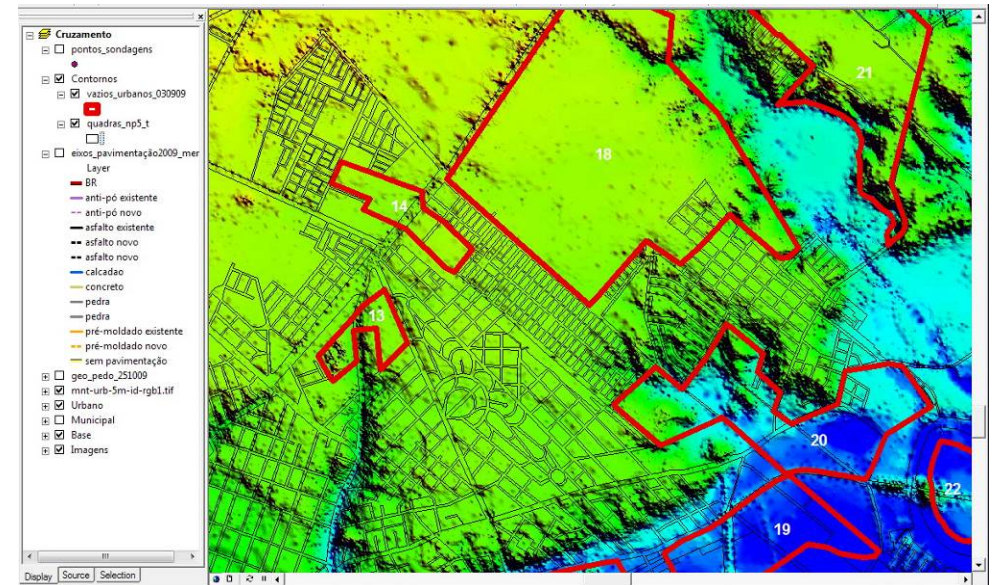 Cruzamento
pontos_sondagens
Contornos
vazios_urbanos_030909
quadras_np5_t
eixos_pavimentação2009_mer
Layer
BR
anti-pó existente
anti-pó novo
asfalto existente
asfalto novo
asfalto novo
calcadao
concreto
pedra
pedra
pré-moldado existente
pré-moldado novo
sem pavimentação
geo_pedo_251009
mnt-urb-5m-id-rgb1.tif
Urbano
Municipal
Base
Imagens
Display Source Selection
21
18
14
13
20
22
19